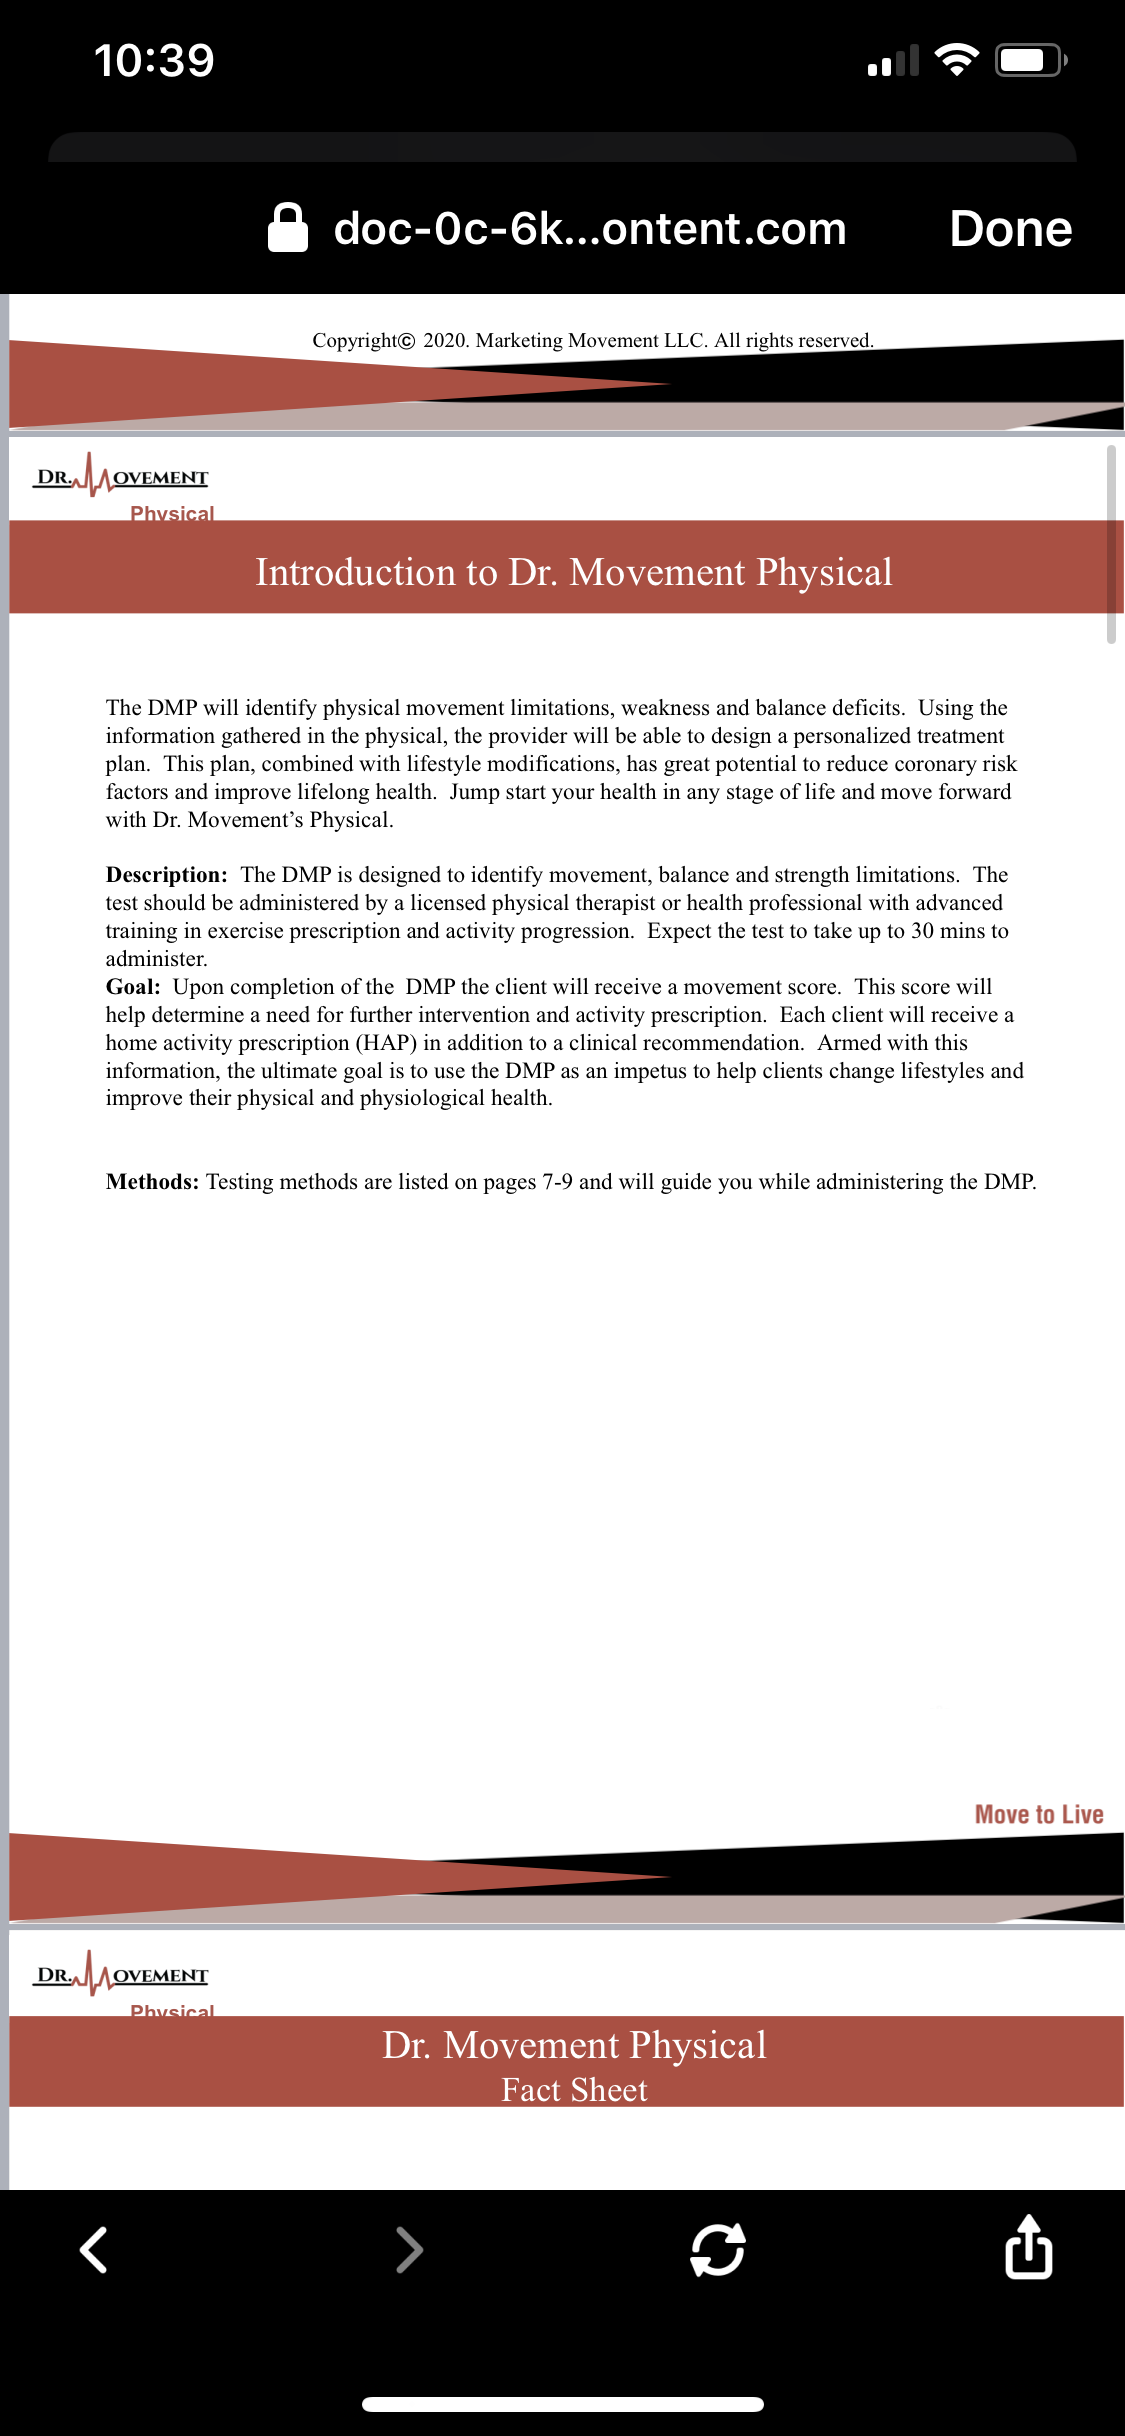 10:39
doc-0c-6k...ontent.com
Done
Copyright© 2020. Marketing Movement LLC. All rights reserved.
DR. MOVEMENT
Physical
Introduction to Dr. Movement Physical
The DMP will identify physical movement limitations, weakness and balance deficits.  Using the
information gathered in the physical, the provider will be able to design a personalized treatment
plan.  This plan, combined with lifestyle modifications, has great potential to reduce coronary risk
factors and improve lifelong health.  Jump start your health in any stage of life and move forward
with Dr. Movement’s Physical.
Description:  The DMP is designed to identify movement, balance and strength limitations.  The
test should be administered by a licensed physical therapist or health professional with advanced
training in exercise prescription and activity progression.  Expect the test to take up to 30 mins to
administer.
Goal:  Upon completion of the  DMP the client will receive a movement score.  This score will
help determine a need for further intervention and activity prescription.  Each client will receive a
home activity prescription (HAP) in addition to a clinical recommendation.  Armed with this
information, the ultimate goal is to use the DMP as an impetus to help clients change lifestyles and
improve their physical and physiological health.
Methods: Testing methods are listed on pages 7-9 and will guide you while administering the DMP.
Move to Live
DR. MOVEMENT
Physical
Dr. Movement Physical
Fact Sheet